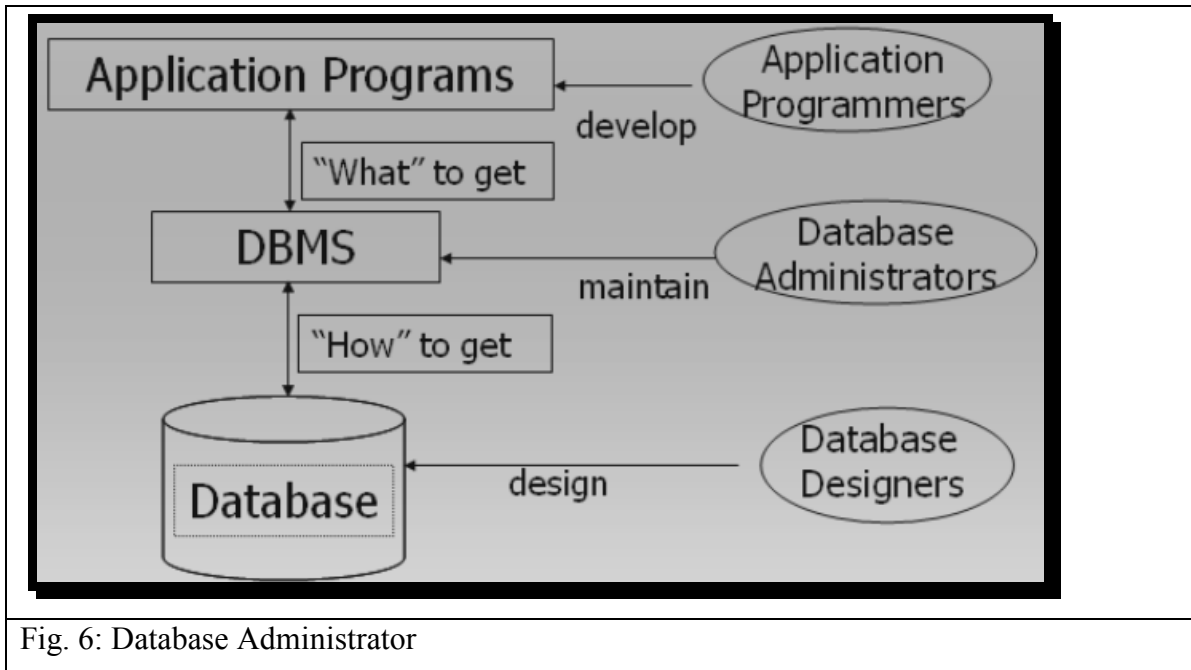 Application Programs
Application
Programmers
develop
“What” to get
DBMS
Database
Administrators
maintain
“How” to get
Database
design
Database
Designers
Fig. 6: Database Administrator